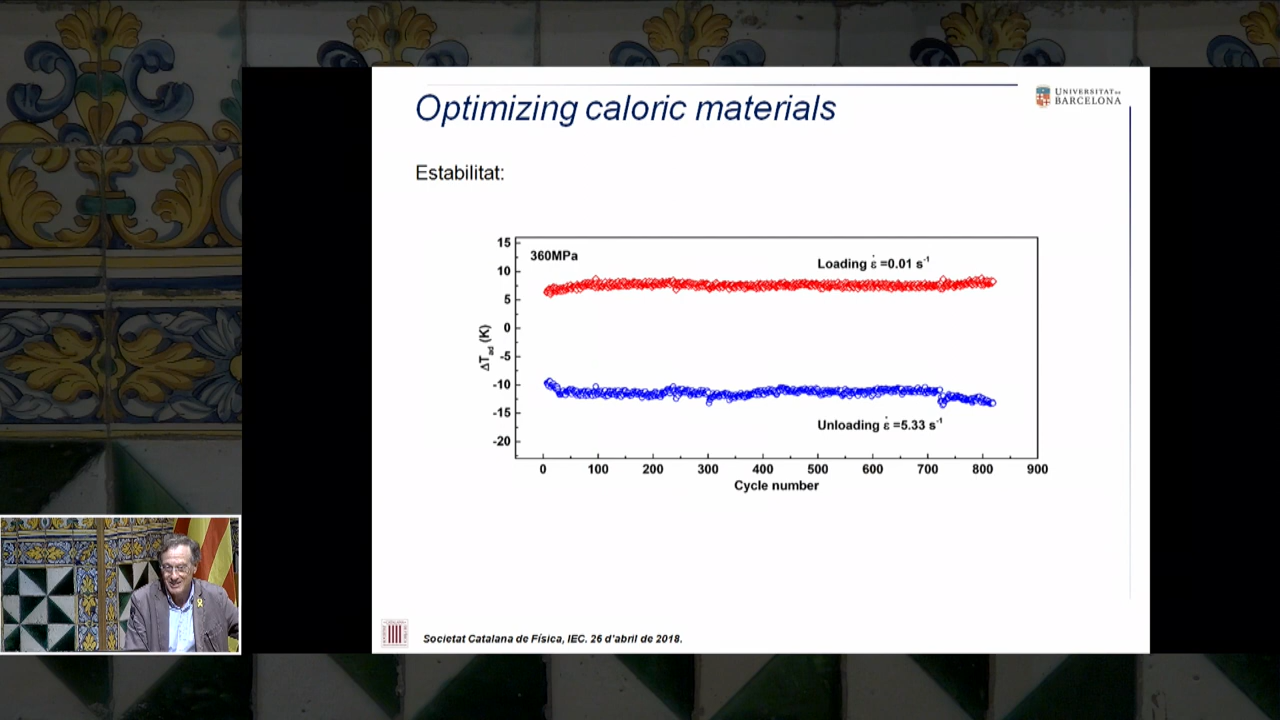 Optimizing caloric materials
UNIVERSITAT DE
BARCELONA
Estabilitat:
360MPa
Loading ε̇ =0.01 s⁻¹
Unloading ε̇ =5.33 s⁻¹
ΔTad (K)
15
10
5
0
-5
-10
-15
-20
0 100 200 300 400 500 600 700 800 900
Cycle number
Societat Catalana de Física, IEC. 26 d'abril de 2018.